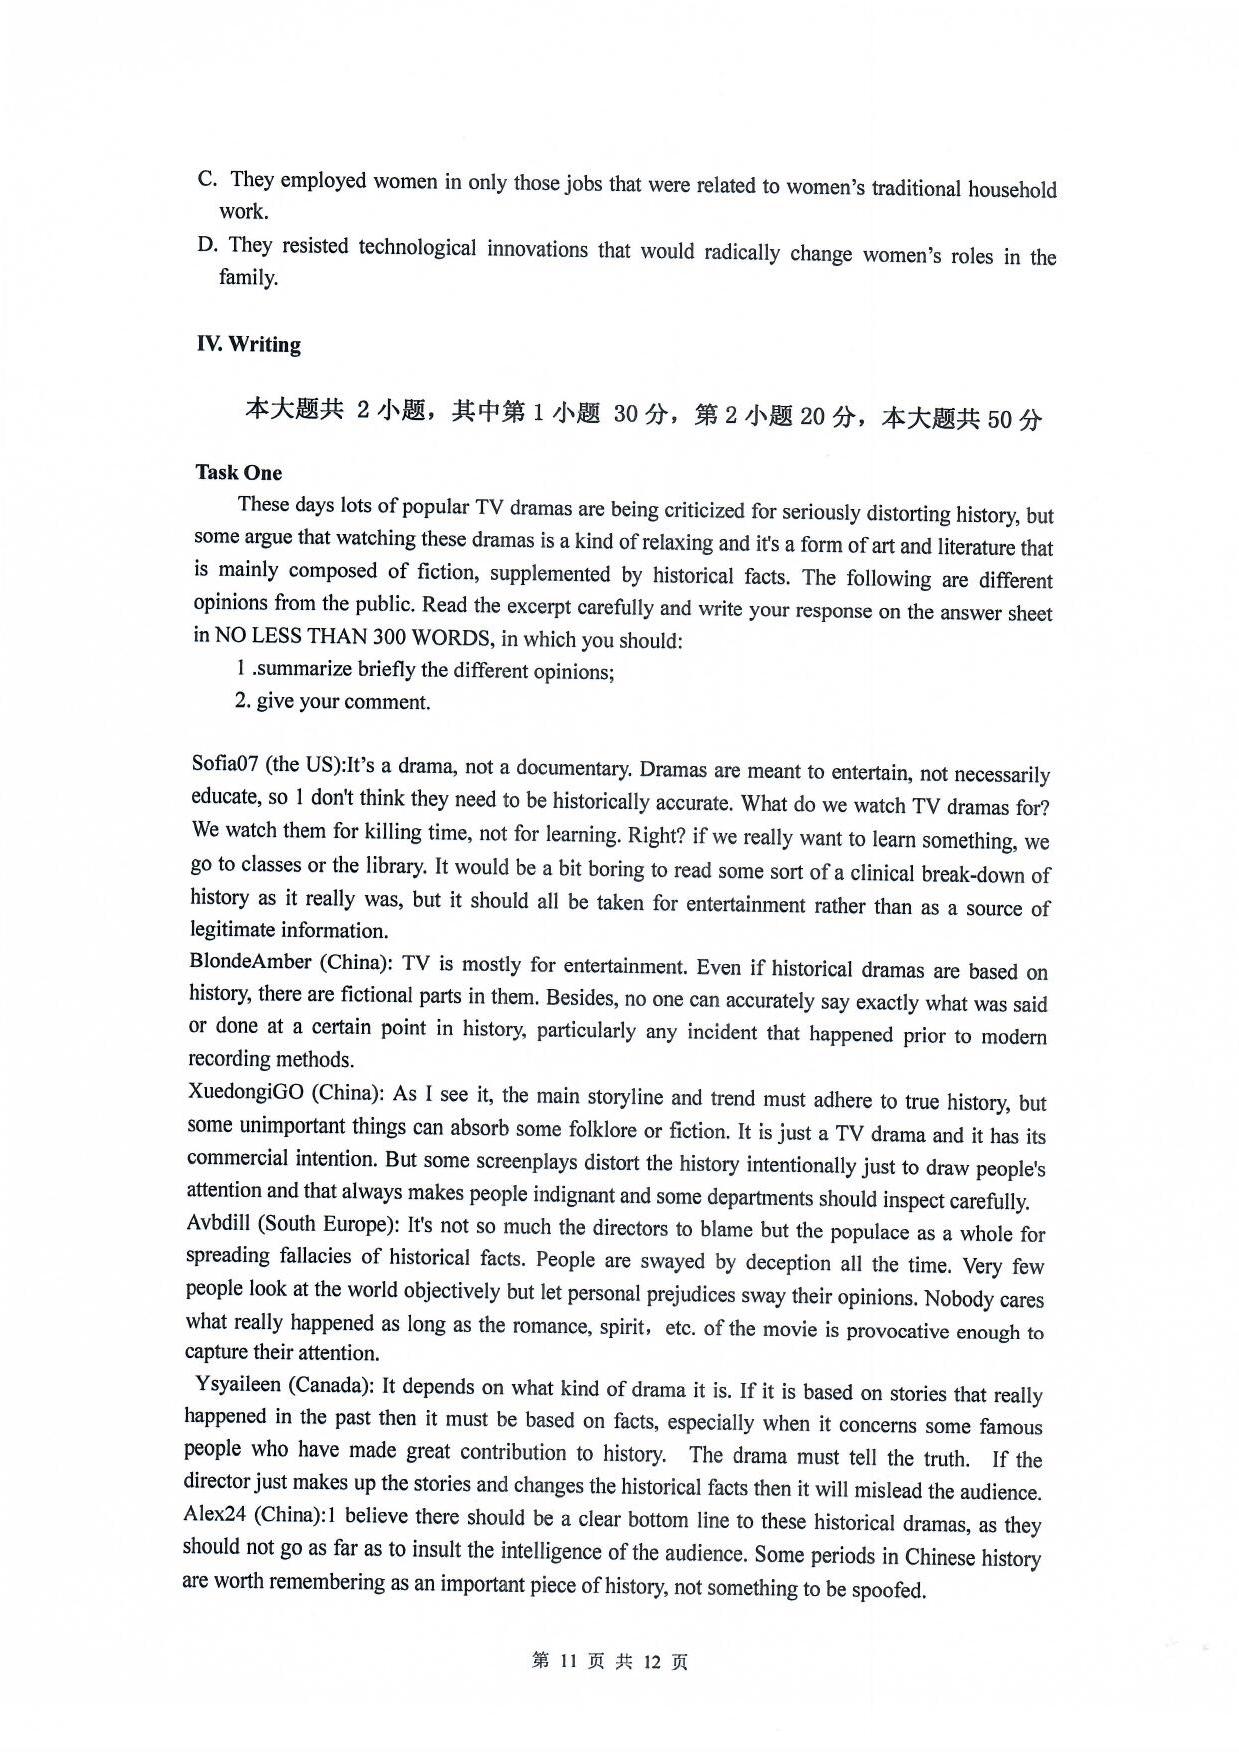 C. They employed women in only those jobs that were related to women's traditional household
work.
D. They resisted technological innovations that would radically change women's roles in the
family.
IV. Writing
本大题共 2 小题，其中第 1 小题 30 分，第 2 小题 20 分，本大题共 50 分
Task One
These days lots of popular TV dramas are being criticized for seriously distorting history, but
some argue that watching these dramas is a kind of relaxing and it's a form of art and literature that
is mainly composed of fiction, supplemented by historical facts. The following are different
opinions from the public. Read the excerpt carefully and write your response on the answer sheet
in NO LESS THAN 300 WORDS, in which you should:
1 .summarize briefly the different opinions;
2. give your comment.
Sofia07 (the US):It's a drama, not a documentary. Dramas are meant to entertain, not necessarily
educate, so 1 don't think they need to be historically accurate. What do we watch TV dramas for?
We watch them for killing time, not for learning. Right? if we really want to learn something, we
go to classes or the library. It would be a bit boring to read some sort of a clinical break-down of
history as it really was, but it should all be taken for entertainment rather than as a source of
legitimate information.
BlondeAmber (China): TV is mostly for entertainment. Even if historical dramas are based on
history, there are fictional parts in them. Besides, no one can accurately say exactly what was said
or done at a certain point in history, particularly any incident that happened prior to modern
recording methods.
XuedongiGO (China): As I see it, the main storyline and trend must adhere to true history, but
some unimportant things can absorb some folklore or fiction. It is just a TV drama and it has its
commercial intention. But some screenplays distort the history intentionally just to draw people's
attention and that always makes people indignant and some departments should inspect carefully.
Avbdill (South Europe): It's not so much the directors to blame but the populace as a whole for
spreading fallacies of historical facts. People are swayed by deception all the time. Very few
people look at the world objectively but let personal prejudices sway their opinions. Nobody cares
what really happened as long as the romance, spirit，etc. of the movie is provocative enough to
capture their attention.
Ysyaileen (Canada): It depends on what kind of drama it is. If it is based on stories that really
happened in the past then it must be based on facts, especially when it concerns some famous
people who have made great contribution to history. The drama must tell the truth. If the
director just makes up the stories and changes the historical facts then it will mislead the audience.
Alex24 (China):1 believe there should be a clear bottom line to these historical dramas, as they
should not go as far as to insult the intelligence of the audience. Some periods in Chinese history
are worth remembering as an important piece of history, not something to be spoofed.
第 11 页 共 12 页